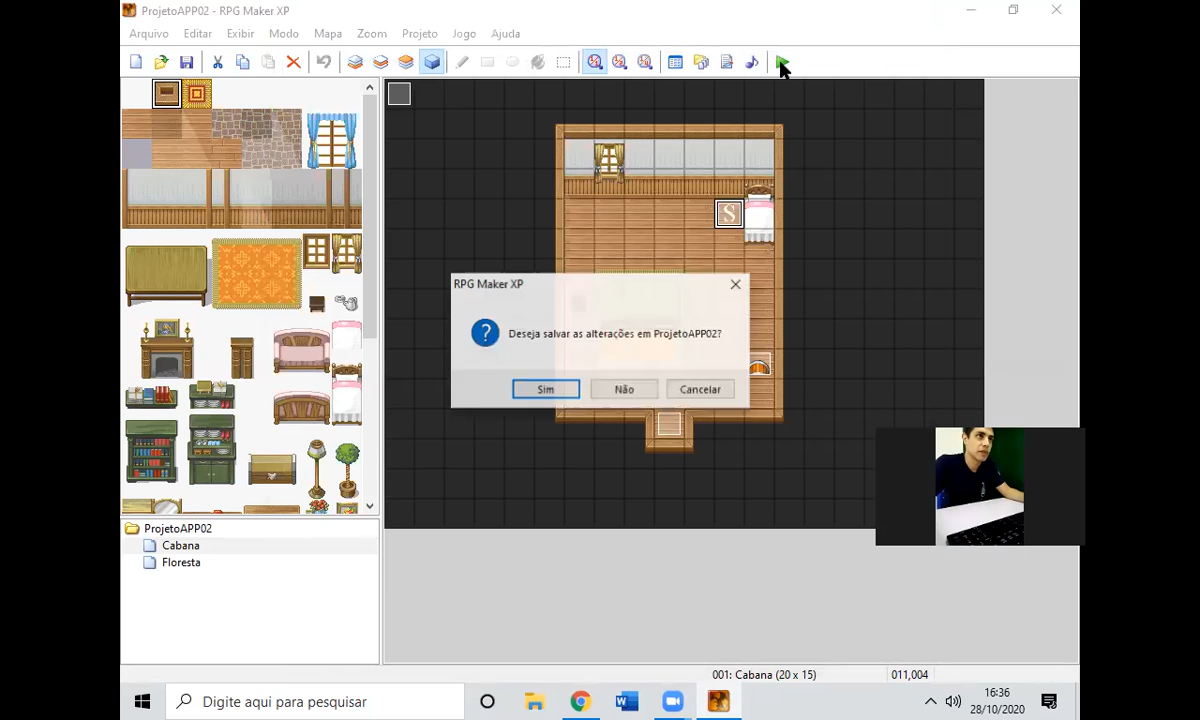 ProjetoAPP02 - RPG Maker XP
Arquivo Editar Exibir Modo Mapa Zoom Projeto Jogo Ajuda
S
RPG Maker XP
Deseja salvar as alterações em ProjetoAPP02?
Sim Não Cancelar
ProjetoAPP02
Cabana
Floresta
001: Cabana (20 x 15) 011,004
Digite aqui para pesquisar
16:36
28/10/2020